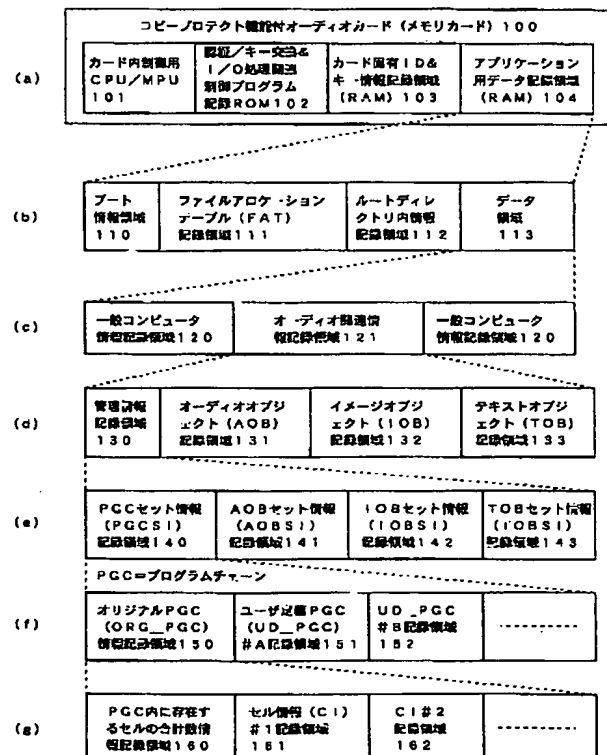 コピープロテクト機能付オーディオカード（メモリカード）１００
(a)
カード内制御用
ＣＰＵ／ＭＰＵ
１０１
認証／キー交換＆
Ｉ／Ｏ処理関連
制御プログラム
記録ＲＯＭ１０２
カード固有ＩＤ＆
キー情報記録領域
(ＲＡＭ) １０３
アプリケーション
用データ記録領域
(ＲＡＭ) １０４
(b)
ブート
情報領域
１１０
ファイルアロケーション
テーブル (ＦＡＴ)
記録領域１１１
ルートディレ
クトリ内情報
記録領域１１２
データ
領域
１１３
(c)
一般コンピュータ
情報記録領域１２０
オーディオ関連情
報記録領域１２１
一般コンピュータ
情報記録領域１２０
(d)
管理情報
記録領域
１３０
オーディオオブジ
ェクト (ＡＯＢ)
記録領域１３１
イメージオブジ
ェクト (ＩＯＢ)
記録領域１３２
テキストオブジ
ェクト (ＴＯＢ)
記録領域１３３
(e)
ＰＧＣセット情報
(ＰＧＣＳＩ)
記録領域１４０
ＡＯＢセット情報
(ＡＯＢＳＩ)
記録領域１４１
ＩＯＢセット情報
(ＩＯＢＳＩ)
記録領域１４２
ＴＯＢセット情報
(ＴＯＢＳＩ)
記録領域１４３
ＰＧＣ＝プログラムチェーン
(f)
オリジナルＰＧＣ
(ＯＲＧ＿ＰＧＣ)
情報記録領域１５０
ユーザ定義ＰＧＣ
(ＵＤ＿ＰＧＣ)
＃Ａ記録領域１５１
ＵＤ＿ＰＧＣ
＃Ｂ記録領域
１５２
(g)
ＰＧＣ内に存在す
るセルの合計数情
報記録領域１６０
セル情報 (ＣＩ)
＃１記録領域
１６１
ＣＩ＃２
記録領域
１６２